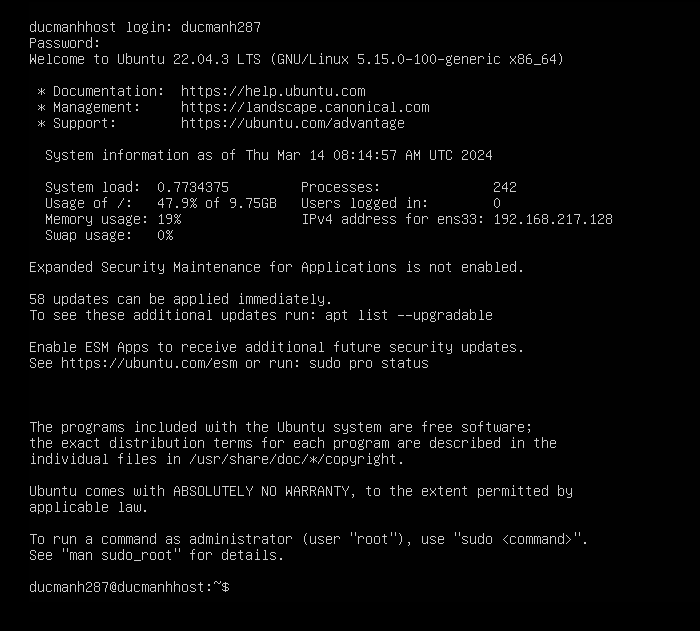 ducmanhhost login: ducmanh287
Password:
Welcome to Ubuntu 22.04.3 LTS (GNU/Linux 5.15.0-100-generic x86_64)
* Documentation:  https://help.ubuntu.com
* Management:     https://landscape.canonical.com
* Support:        https://ubuntu.com/advantage
System information as of Thu Mar 14 08:14:57 AM UTC 2024
System load:  0.7734375         Processes:              242
Usage of /:   47.9% of 9.75GB   Users logged in:        0
Memory usage: 19%               IPv4 address for ens33: 192.168.217.128
Swap usage:   0%
Expanded Security Maintenance for Applications is not enabled.
58 updates can be applied immediately.
To see these additional updates run: apt list --upgradable
Enable ESM Apps to receive additional future security updates.
See https://ubuntu.com/esm or run: sudo pro status
The programs included with the Ubuntu system are free software;
the exact distribution terms for each program are described in the
individual files in /usr/share/doc/*/copyright.
Ubuntu comes with ABSOLUTELY NO WARRANTY, to the extent permitted by
applicable law.
To run a command as administrator (user "root"), use "sudo <command>".
See "man sudo_root" for details.
ducmanh287@ducmanhhost:~$